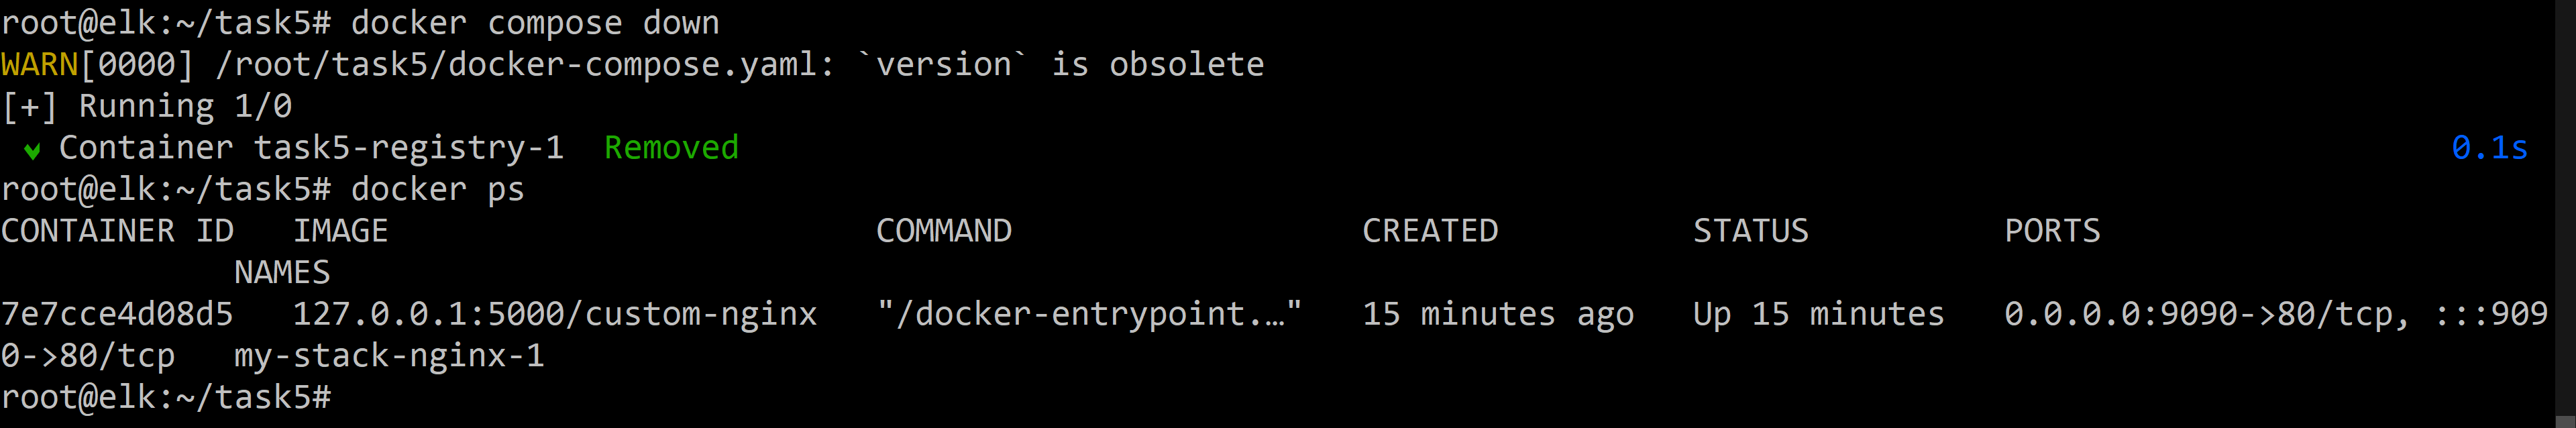 root@elk:~/task5# docker compose down
WARN[0000] /root/task5/docker-compose.yaml: `version` is obsolete
[+] Running 1/0
✔ Container task5-registry-1  Removed 0.1s
root@elk:~/task5# docker ps
CONTAINER ID   IMAGE                         COMMAND                  CREATED          STATUS          PORTS
            NAMES
7e7cce4d08d5   127.0.0.1:5000/custom-nginx   "/docker-entrypoint.…"   15 minutes ago   Up 15 minutes   0.0.0.0:9090->80/tcp, :::909
0->80/tcp   my-stack-nginx-1
root@elk:~/task5#